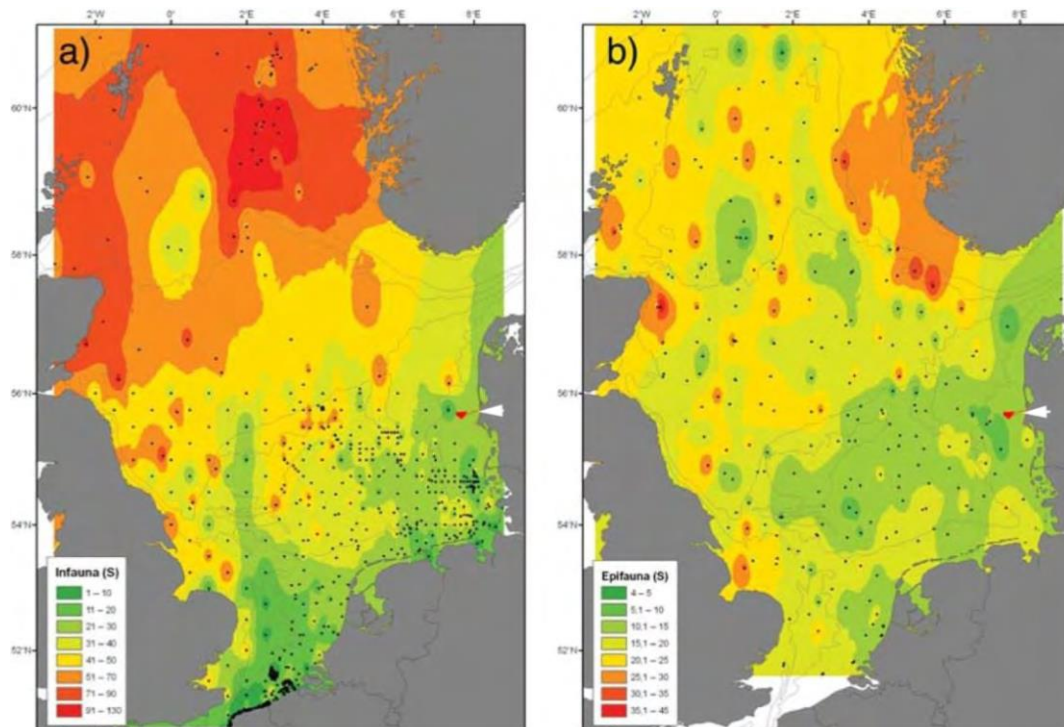 a)
2°W 0° 2°E 4°E 6°E 8°E
60°N
58°N
56°N
54°N
52°N
Infauna (S)
1 – 10
11 – 20
21 – 30
31 – 40
41 – 50
51 – 70
71 – 90
91 – 130
b)
2°W 0° 2°E 4°E 6°E 8°E
60°N
58°N
56°N
54°N
52°N
Epifauna (S)
4 – 5
5,1 – 10
10,1 – 15
15,1 – 20
20,1 – 25
25,1 – 30
30,1 – 35
35,1 – 45